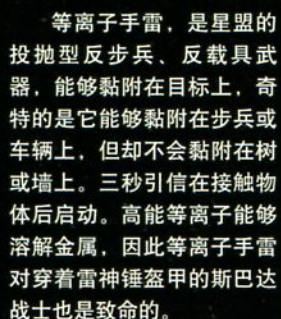 等离子手雷，是星盟的
投抛型反步兵、反载具武
器，能够黏附在目标上，奇
特的是它能够黏附在步兵或
车辆上，但却不会黏附在树
或墙上。三秒引信在接触物
体后启动。高能等离子能够
溶解金属，因此等离子手雷
对穿着雷神锤盔甲的斯巴达
战士也是致命的。